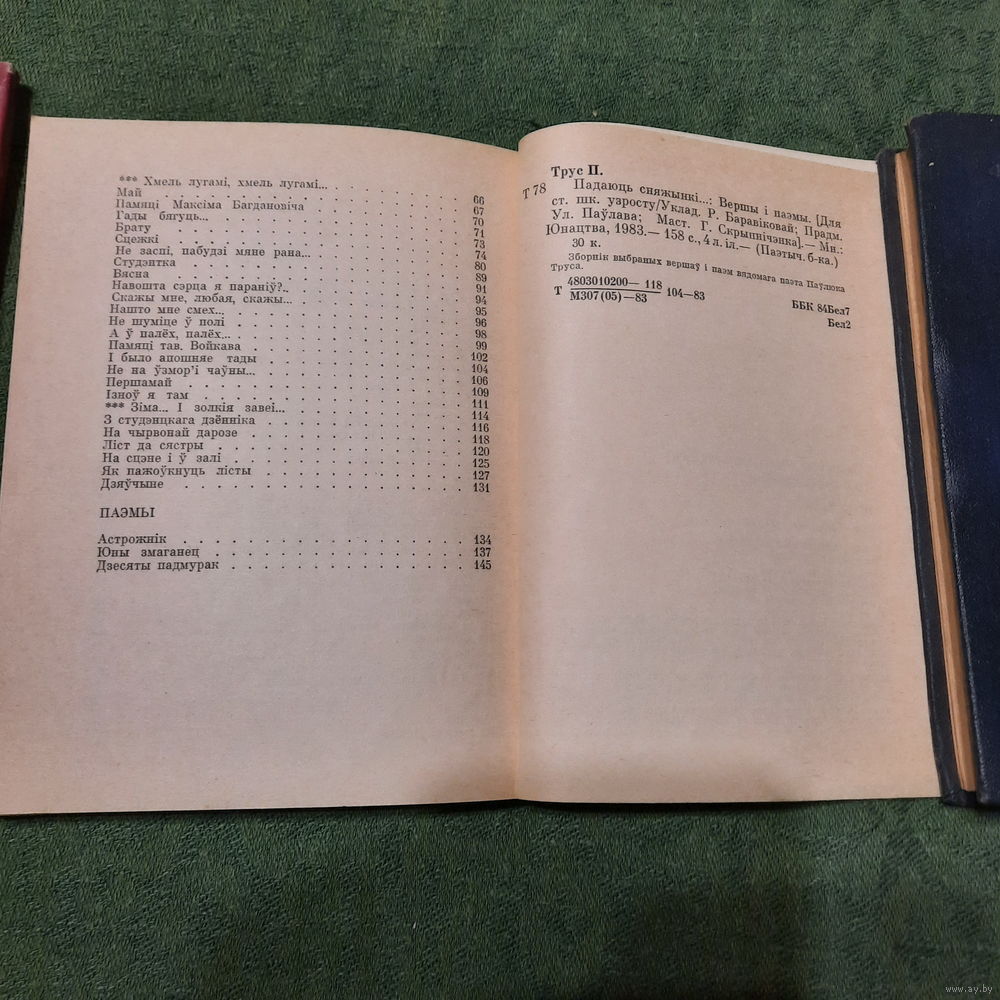 *** Хмель лугамі, хмель лугамі... . . . . . . 66
Май . . . . . . 67
Памяці Максіма Багдановіча . . . . . . 70
Гады бягуць... . . . . . . 71
Брату . . . . . . 73
Сцежкі . . . . . . 74
Не заспі, пабудзі мяне рана... . . . . . . 80
Студэнтка . . . . . . 89
Вясна . . . . . . 91
Навошта сэрца я параніў?.. . . . . . . 94
Скажы мне, любая, скажы... . . . . . . 95
Нашто мне смех... . . . . . . 96
Не шуміце ў полі . . . . . . 98
А ў палёх, палёх... . . . . . . 99
Памяці тав. Войкава . . . . . . 102
І было апошняе тады . . . . . . 104
Не на ўзмор'і чаўны... . . . . . . 106
Першамай . . . . . . 109
Ізноў я там . . . . . . 111
*** Зіма... І золкія завеі... . . . . . . 114
З студэнцкага дзённіка . . . . . . 116
На чырвонай дарозе . . . . . . 118
Ліст да сястры . . . . . . 120
На сцэне і ў залі . . . . . . 125
Як пажоўкнуць лісты . . . . . . 127
Дзяўчыне . . . . . . 131
ПАЭМЫ
Астрожнік . . . . . . 134
Юны змаганец . . . . . . 137
Дзесяты падмурак . . . . . . 145
Трус П.
Т 78 Падаюць сняжынкі...: Вершы і паэмы. [Для
ст. шк. узросту/Уклад. Р. Баравіковай; Прадм.
Ул. Паўлава; Маст. Г. Скрыпнічэнка].— Мн.:
Юнацтва, 1983.— 158 с., 4 л. іл.— (Паэтыч. б-ка.)
30 к.
Зборнік выбраных вершаў і паэм вядомага паэта Паўлюка
Труса.
4803010200— 118
Т М307(05)—83 104—83
ББК 84Бел7
Бел2
www.ay.by